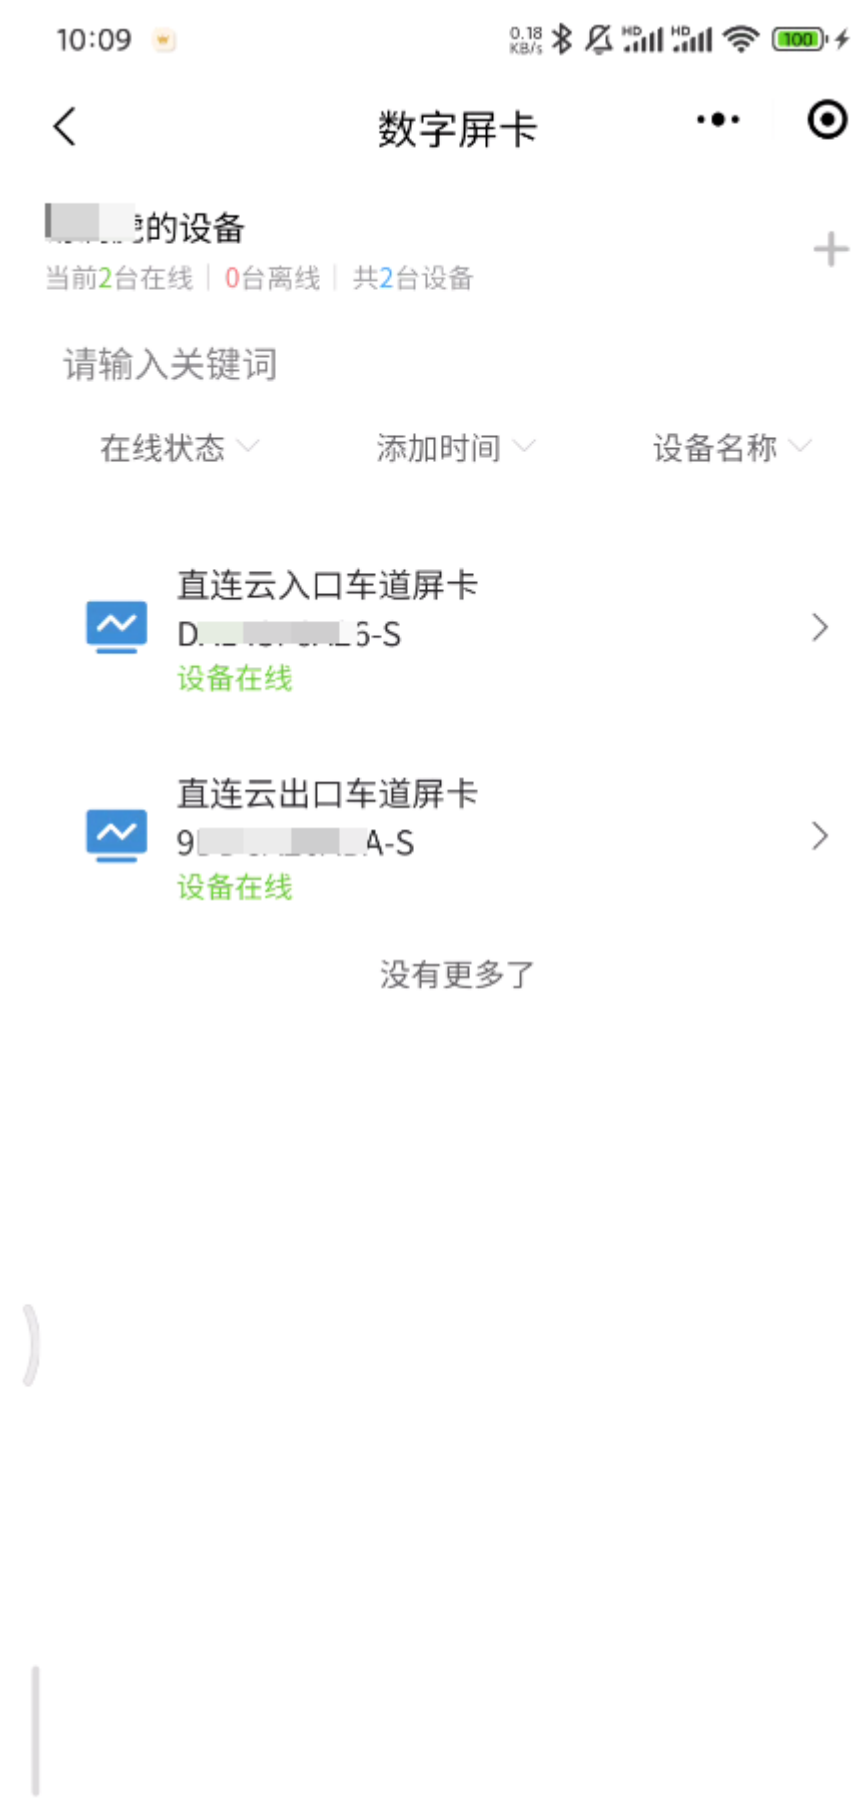 10:09
0.18
KB/s
HD
HD
100
数字屏卡
的设备
当前2台在线
0台离线
共2台设备
请输入关键词
在线状态
添加时间
设备名称
直连云入口车道屏卡
D
6-S
设备在线
直连云出口车道屏卡
9
A-S
设备在线
没有更多了